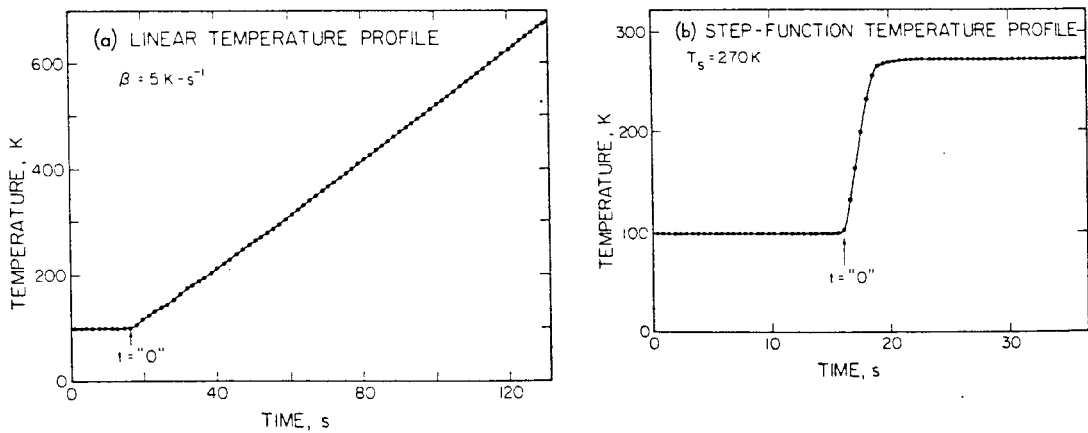 (a) LINEAR TEMPERATURE PROFILE
β = 5 K-s⁻¹
600
400
200
0
TEMPERATURE, K
t = "0"
0
40
80
120
TIME, s
(b) STEP-FUNCTION TEMPERATURE PROFILE
Ts = 270K
300
200
100
0
TEMPERATURE, K
t = "0"
0
10
20
30
TIME, s